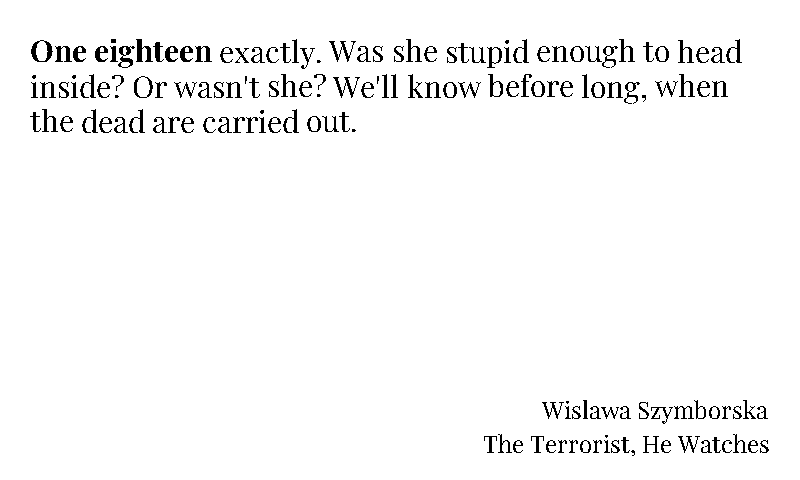 One eighteen exactly. Was she stupid enough to head
inside? Or wasn't she? We'll know before long, when
the dead are carried out.
Wislawa Szymborska
The Terrorist, He Watches